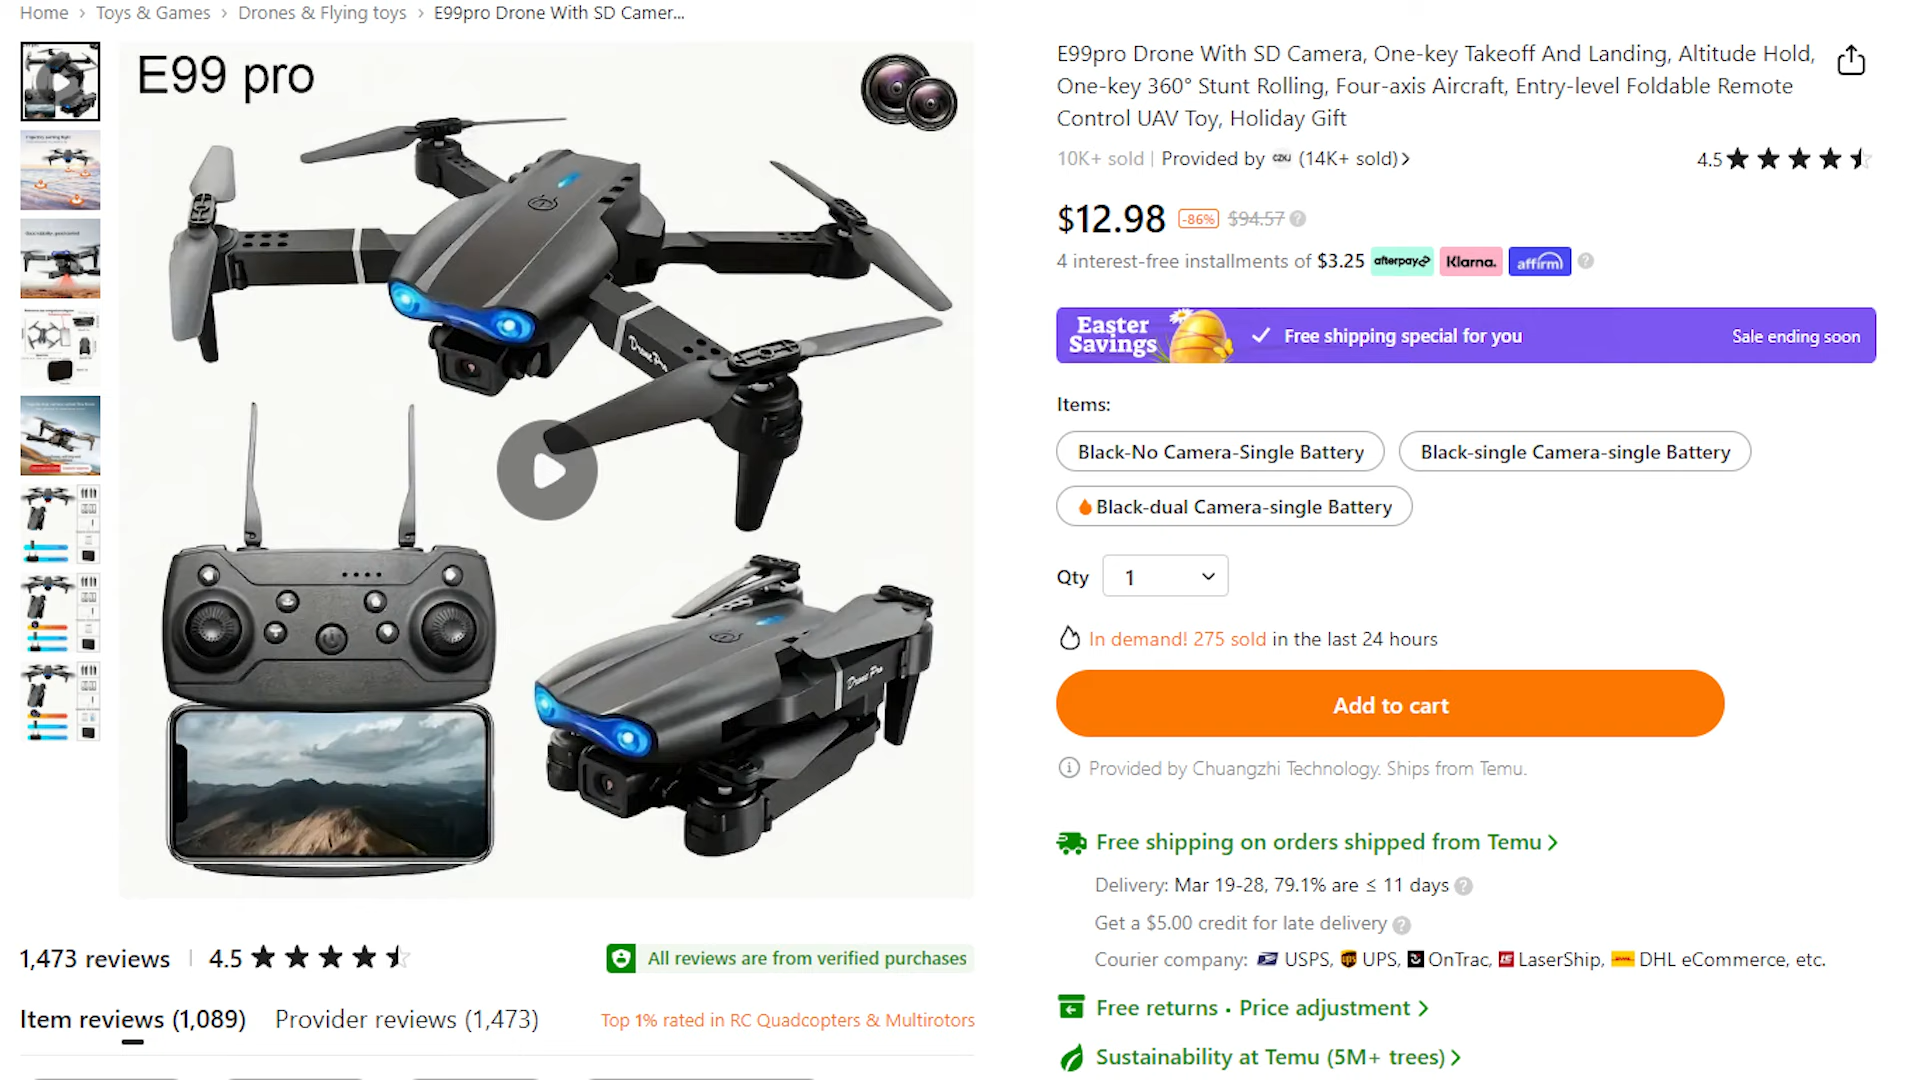 Home › Toys & Games › Drones & Flying toys › E99pro Drone With SD Camer...
E99 pro
Drone Pro
Drone Pro
E99pro Drone With SD Camera, One-key Takeoff And Landing, Altitude Hold,
One-key 360° Stunt Rolling, Four-axis Aircraft, Entry-level Foldable Remote
Control UAV Toy, Holiday Gift
10K+ sold | Provided by CZKJ (14K+ sold) >
4.5
$12.98 -86% $94.57 ?
4 interest-free installments of $3.25 afterpay Klarna. affirm ?
Easter
Savings
Free shipping special for you
Sale ending soon
Items:
Black-No Camera-Single Battery
Black-single Camera-single Battery
Black-dual Camera-single Battery
Qty 1
In demand! 275 sold in the last 24 hours
Add to cart
Provided by Chuangzhi Technology. Ships from Temu.
Free shipping on orders shipped from Temu >
Delivery: Mar 19-28, 79.1% are ≤ 11 days ?
Get a $5.00 credit for late delivery ?
Courier company: USPS, UPS, OnTrac, LaserShip, DHL eCommerce, etc.
Free returns · Price adjustment >
Sustainability at Temu (5M+ trees) >
1,473 reviews | 4.5
All reviews are from verified purchases
Item reviews (1,089)
Provider reviews (1,473)
Top 1% rated in RC Quadcopters & Multirotors